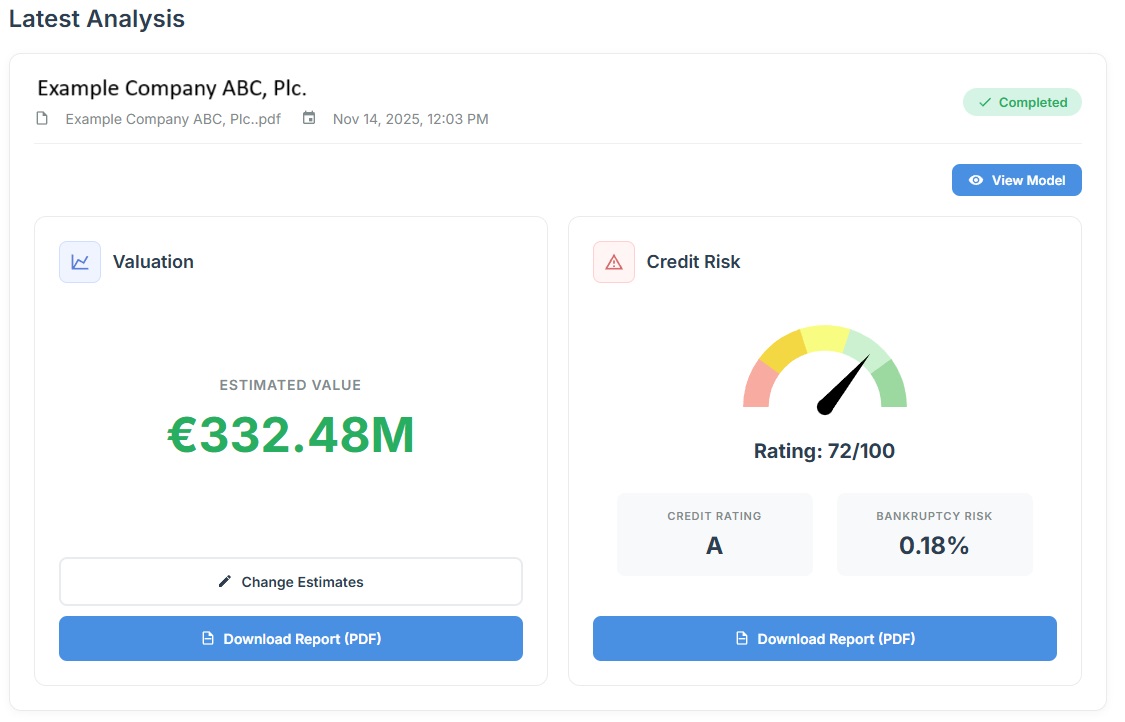 Latest Analysis
Example Company ABC, Plc.
Example Company ABC, Plc..pdf Nov 14, 2025, 12:03 PM
Completed
View Model
Valuation
ESTIMATED VALUE
€332.48M
Change Estimates
Download Report (PDF)
Credit Risk
Rating: 72/100
CREDIT RATING
A
BANKRUPTCY RISK
0.18%
Download Report (PDF)